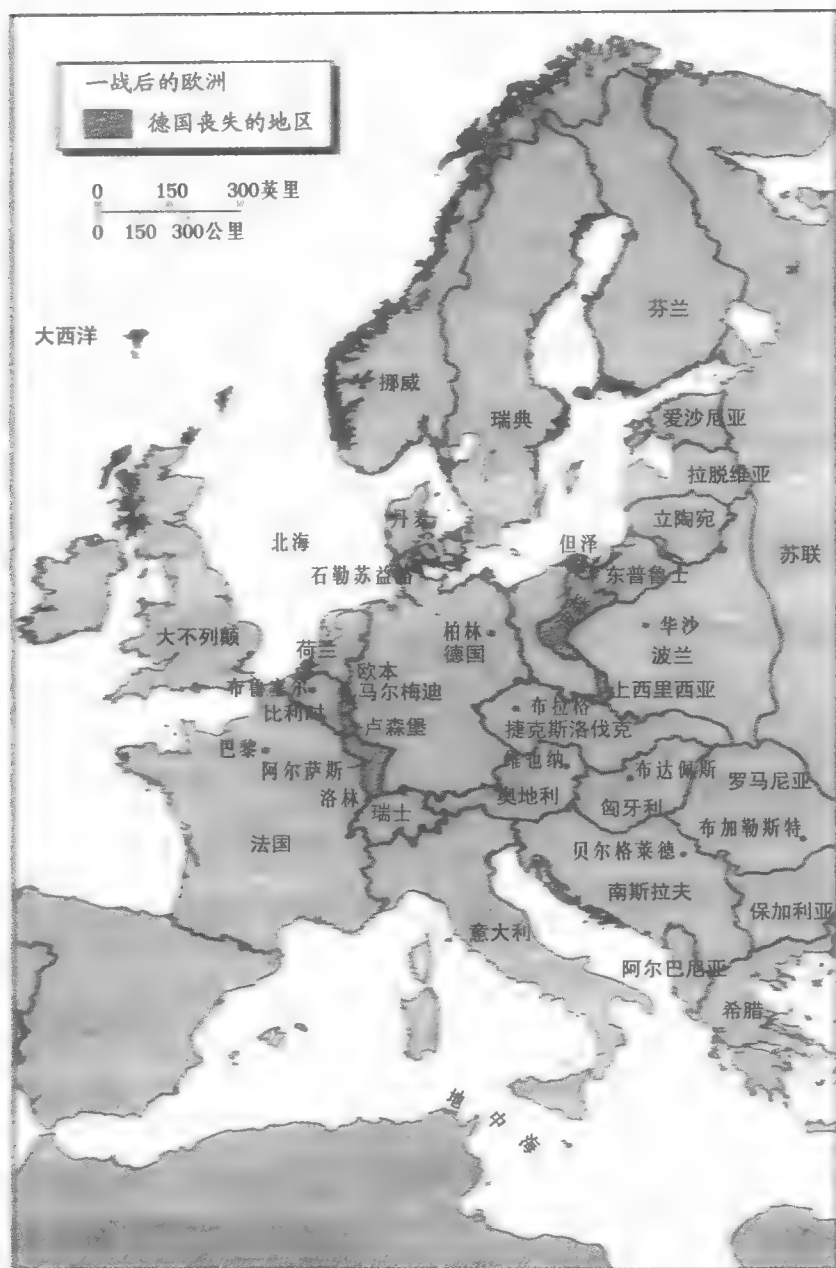 一战后的欧洲
德国丧失的地区
0 150 300英里
0 150 300公里
大西洋
芬兰
挪威
瑞典
爱沙尼亚
拉脱维亚
丹麦
立陶宛
北海
但泽
苏联
石勒苏益格
东普鲁士
大不列颠
柏林
德国
华沙
波兰
荷兰
欧本
布鲁塞尔
马尔梅迪
上西里西亚
比利时
卢森堡
布拉格
捷克斯洛伐克
巴黎
阿尔萨斯
洛林
维也纳
布达佩斯
罗马尼亚
瑞士
奥地利
匈牙利
布加勒斯特
法国
贝尔格莱德
南斯拉夫
保加利亚
意大利
阿尔巴尼亚
希腊
地中海